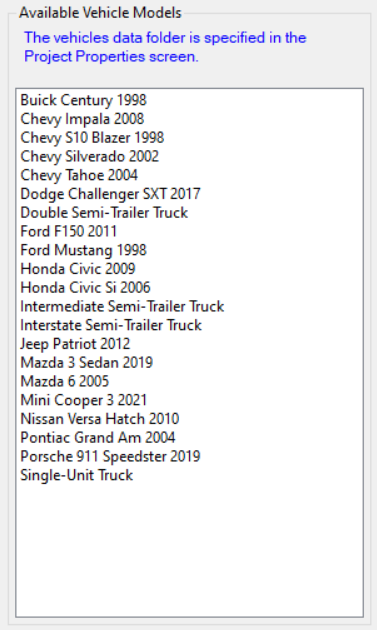 Available Vehicle Models
The vehicles data folder is specified in the
Project Properties screen.
Buick Century 1998
Chevy Impala 2008
Chevy S10 Blazer 1998
Chevy Silverado 2002
Chevy Tahoe 2004
Dodge Challenger SXT 2017
Double Semi-Trailer Truck
Ford F150 2011
Ford Mustang 1998
Honda Civic 2009
Honda Civic Si 2006
Intermediate Semi-Trailer Truck
Interstate Semi-Trailer Truck
Jeep Patriot 2012
Mazda 3 Sedan 2019
Mazda 6 2005
Mini Cooper 3 2021
Nissan Versa Hatch 2010
Pontiac Grand Am 2004
Porsche 911 Speedster 2019
Single-Unit Truck